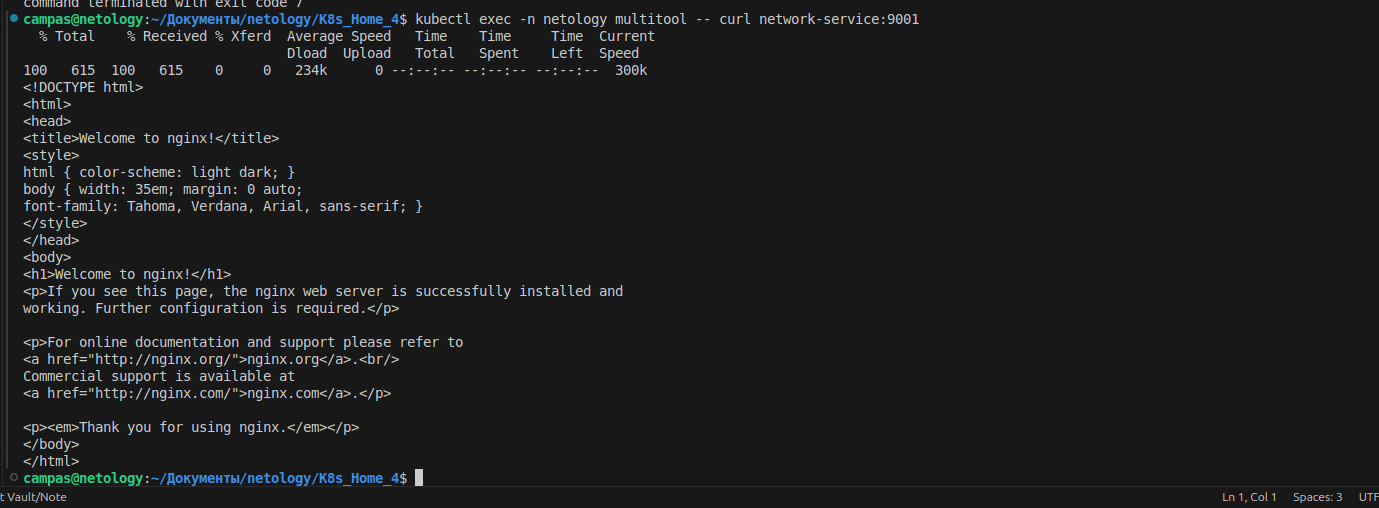 command terminated with exit code 7
campas@netology:~/Документы/netology/K8s_Home_4$ kubectl exec -n netology multitool -- curl network-service:9001
  % Total    % Received % Xferd  Average Speed   Time    Time     Time  Current
                                 Dload  Upload   Total   Spent    Left  Speed
100   615  100   615    0     0   234k      0 --:--:-- --:--:-- --:--:--  300k
<!DOCTYPE html>
<html>
<head>
<title>Welcome to nginx!</title>
<style>
html { color-scheme: light dark; }
body { width: 35em; margin: 0 auto;
font-family: Tahoma, Verdana, Arial, sans-serif; }
</style>
</head>
<body>
<h1>Welcome to nginx!</h1>
<p>If you see this page, the nginx web server is successfully installed and
working. Further configuration is required.</p>

<p>For online documentation and support please refer to
<a href="http://nginx.org/">nginx.org</a>.<br/>
Commercial support is available at
<a href="http://nginx.com/">nginx.com</a>.</p>

<p><em>Thank you for using nginx.</em></p>
</body>
</html>
campas@netology:~/Документы/netology/K8s_Home_4$
t Vault/Note
Ln 1, Col 1 Spaces: 3 UTF